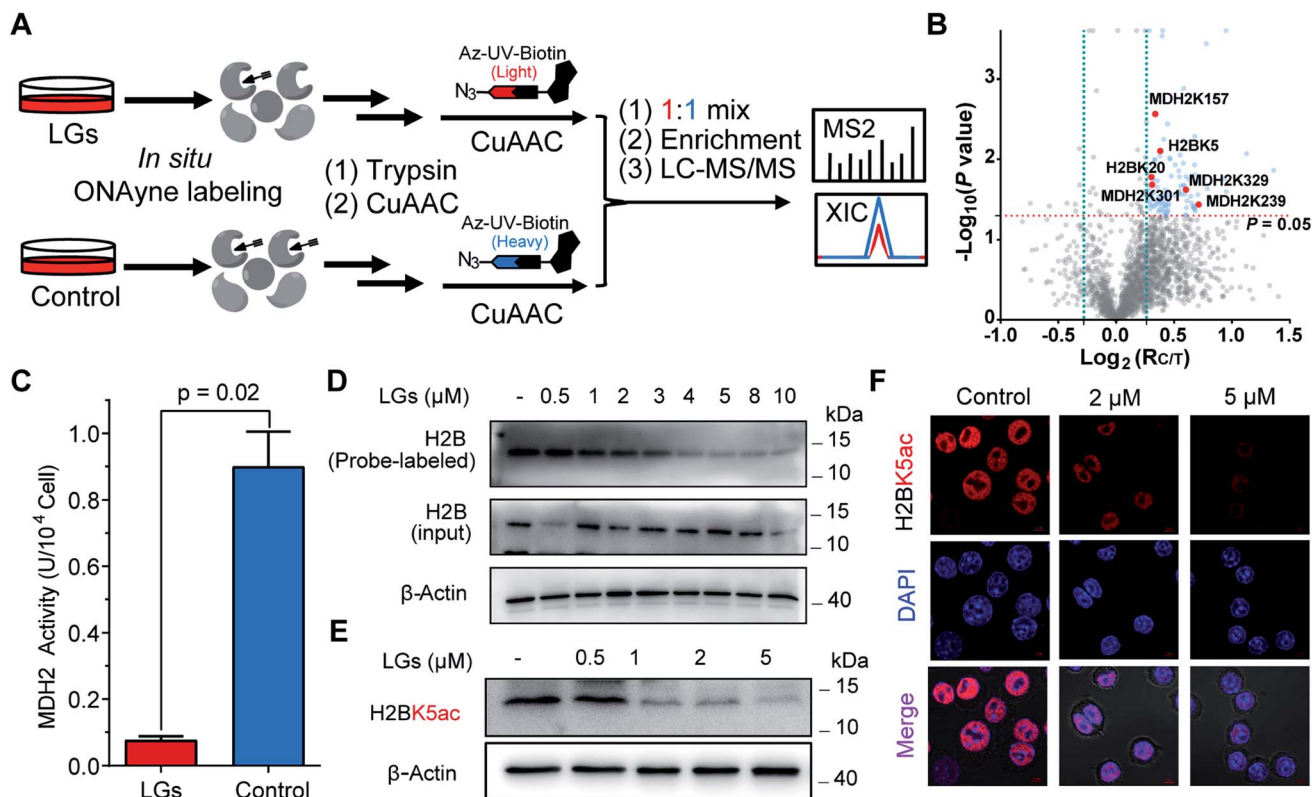 A
LGs
Control
In situ
ONAyne labeling
(1) Trypsin
(2) CuAAC
Az-UV-Biotin
(Light)
N3
CuAAC
Az-UV-Biotin
(Heavy)
N3
CuAAC
(1) 1:1 mix
(2) Enrichment
(3) LC-MS/MS
MS2
XIC
B
-Log10(P value)
3
2
1
0
MDH2K157
H2BK5
H2BK20
MDH2K301
MDH2K329
MDH2K239
P = 0.05
-1.0 -0.5 0.0 0.5 1.0 1.5
Log2 (RC/T)
C
p = 0.02
MDH2 Activity (U/10^4 Cell)
1.0
0.8
0.6
0.4
0.2
0.0
LGs Control
D
LGs (µM) - 0.5 1 2 3 4 5 8 10
kDa
H2B
(Probe-labeled)
15
10
H2B
(input)
15
10
β-Actin
40
E
LGs (µM) - 0.5 1 2 5
kDa
H2BK5ac
15
10
β-Actin
40
F
Control 2 µM 5 µM
H2BK5ac
DAPI
Merge